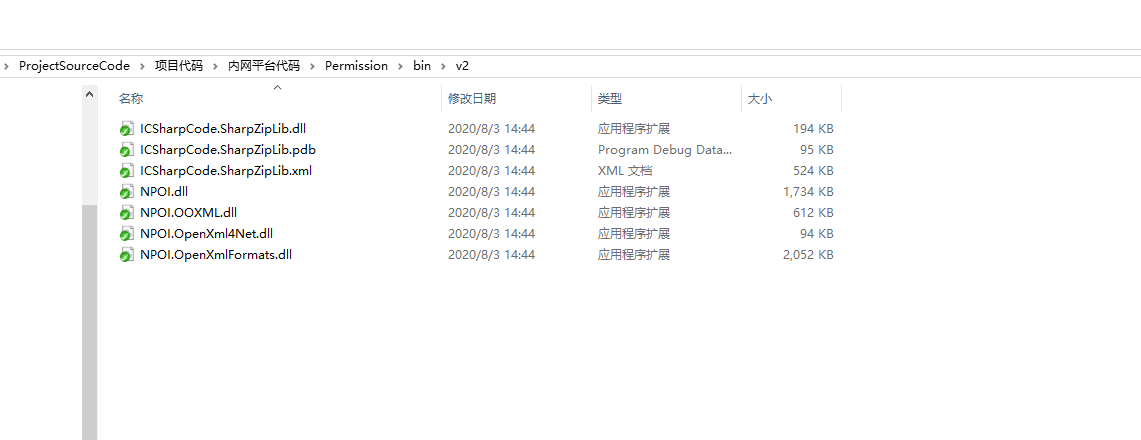 ProjectSourceCode > 项目代码 > 内网平台代码 > Permission > bin > v2
名称 修改日期 类型 大小
ICSharpCode.SharpZipLib.dll 2020/8/3 14:44 应用程序扩展 194 KB
ICSharpCode.SharpZipLib.pdb 2020/8/3 14:44 Program Debug Data... 95 KB
ICSharpCode.SharpZipLib.xml 2020/8/3 14:44 XML 文档 524 KB
NPOI.dll 2020/8/3 14:44 应用程序扩展 1,734 KB
NPOI.OOXML.dll 2020/8/3 14:44 应用程序扩展 612 KB
NPOI.OpenXml4Net.dll 2020/8/3 14:44 应用程序扩展 94 KB
NPOI.OpenXmlFormats.dll 2020/8/3 14:44 应用程序扩展 2,052 KB